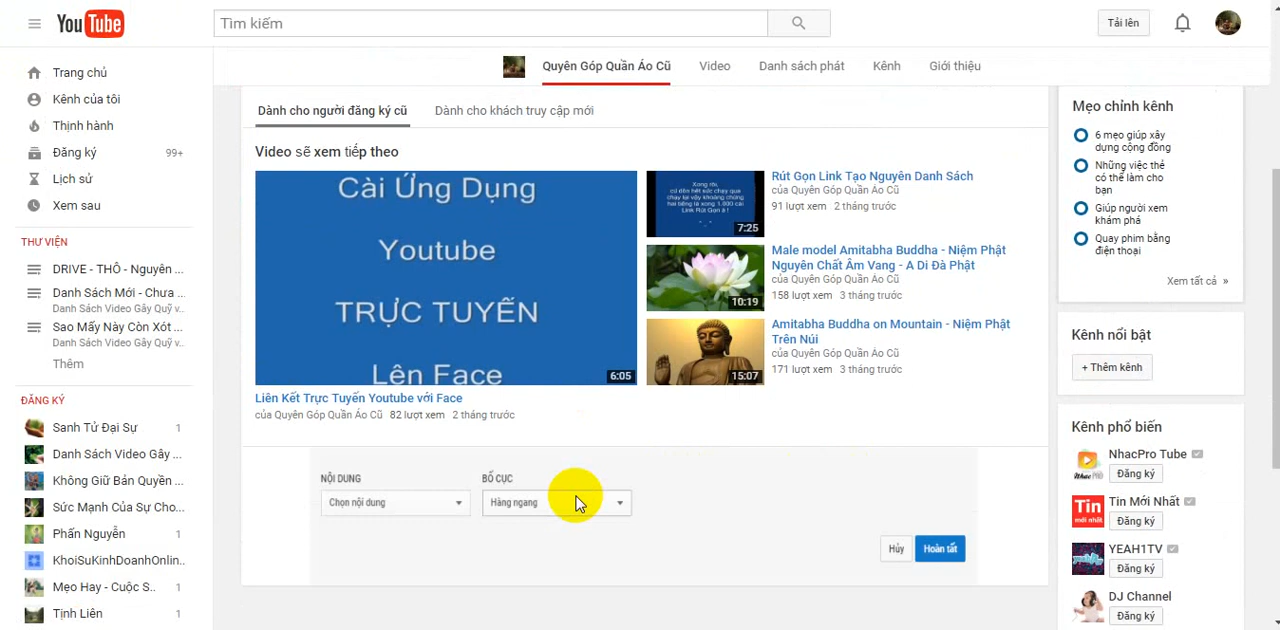 YouTube
Tìm kiếm
Tải lên
Trang chủ
Kênh của tôi
Thịnh hành
Đăng ký 99+
Lịch sử
Xem sau
THƯ VIỆN
DRIVE - THÔ - Nguyên ...
Danh Sách Mới - Chưa ...
Danh Sách Video Gây Quỹ v...
Sao Mấy Này Còn Xót ...
Danh Sách Video Gây Quỹ v...
Thêm
ĐĂNG KÝ
Sanh Tử Đại Sự 1
Danh Sách Video Gây ...
Không Giữ Bản Quyền ...
Sức Mạnh Của Sự Cho...
Phấn Nguyễn 1
KhoiSuKinhDoanhOnlin...
Mẹo Hay - Cuộc S.. 1
Tịnh Liên 1
Quyên Góp Quần Áo Cũ
Video
Danh sách phát
Kênh
Giới thiệu
Dành cho người đăng ký cũ
Dành cho khách truy cập mới
Video sẽ xem tiếp theo
Cài Ứng Dụng
Youtube
TRỰC TUYẾN
Lên Face
6:05
Liên Kết Trực Tuyến Youtube với Face
của Quyên Góp Quần Áo Cũ 82 lượt xem 2 tháng trước
7:25
Rút Gọn Link Tạo Nguyên Danh Sách
của Quyên Góp Quần Áo Cũ
91 lượt xem 2 tháng trước
10:19
Male model Amitabha Buddha - Niệm Phật
Nguyên Chất Âm Vang - A Di Đà Phật
của Quyên Góp Quần Áo Cũ
158 lượt xem 3 tháng trước
15:07
Amitabha Buddha on Mountain - Niệm Phật
Trên Núi
của Quyên Góp Quần Áo Cũ
171 lượt xem 3 tháng trước
NỘI DUNG
Chọn nội dung
BỐ CỤC
Hàng ngang
Hủy
Hoàn tất
Mẹo chỉnh kênh
6 mẹo giúp xây
dựng cộng đồng
Những việc thẻ
có thể làm cho
bạn
Giúp người xem
khám phá
Quay phim bằng
điện thoại
Xem tất cả »
Kênh nổi bật
+ Thêm kênh
Kênh phổ biến
NhacPro Tube
Đăng ký
Tin Mới Nhất
Đăng ký
YEAH1TV
Đăng ký
DJ Channel
Đăng ký